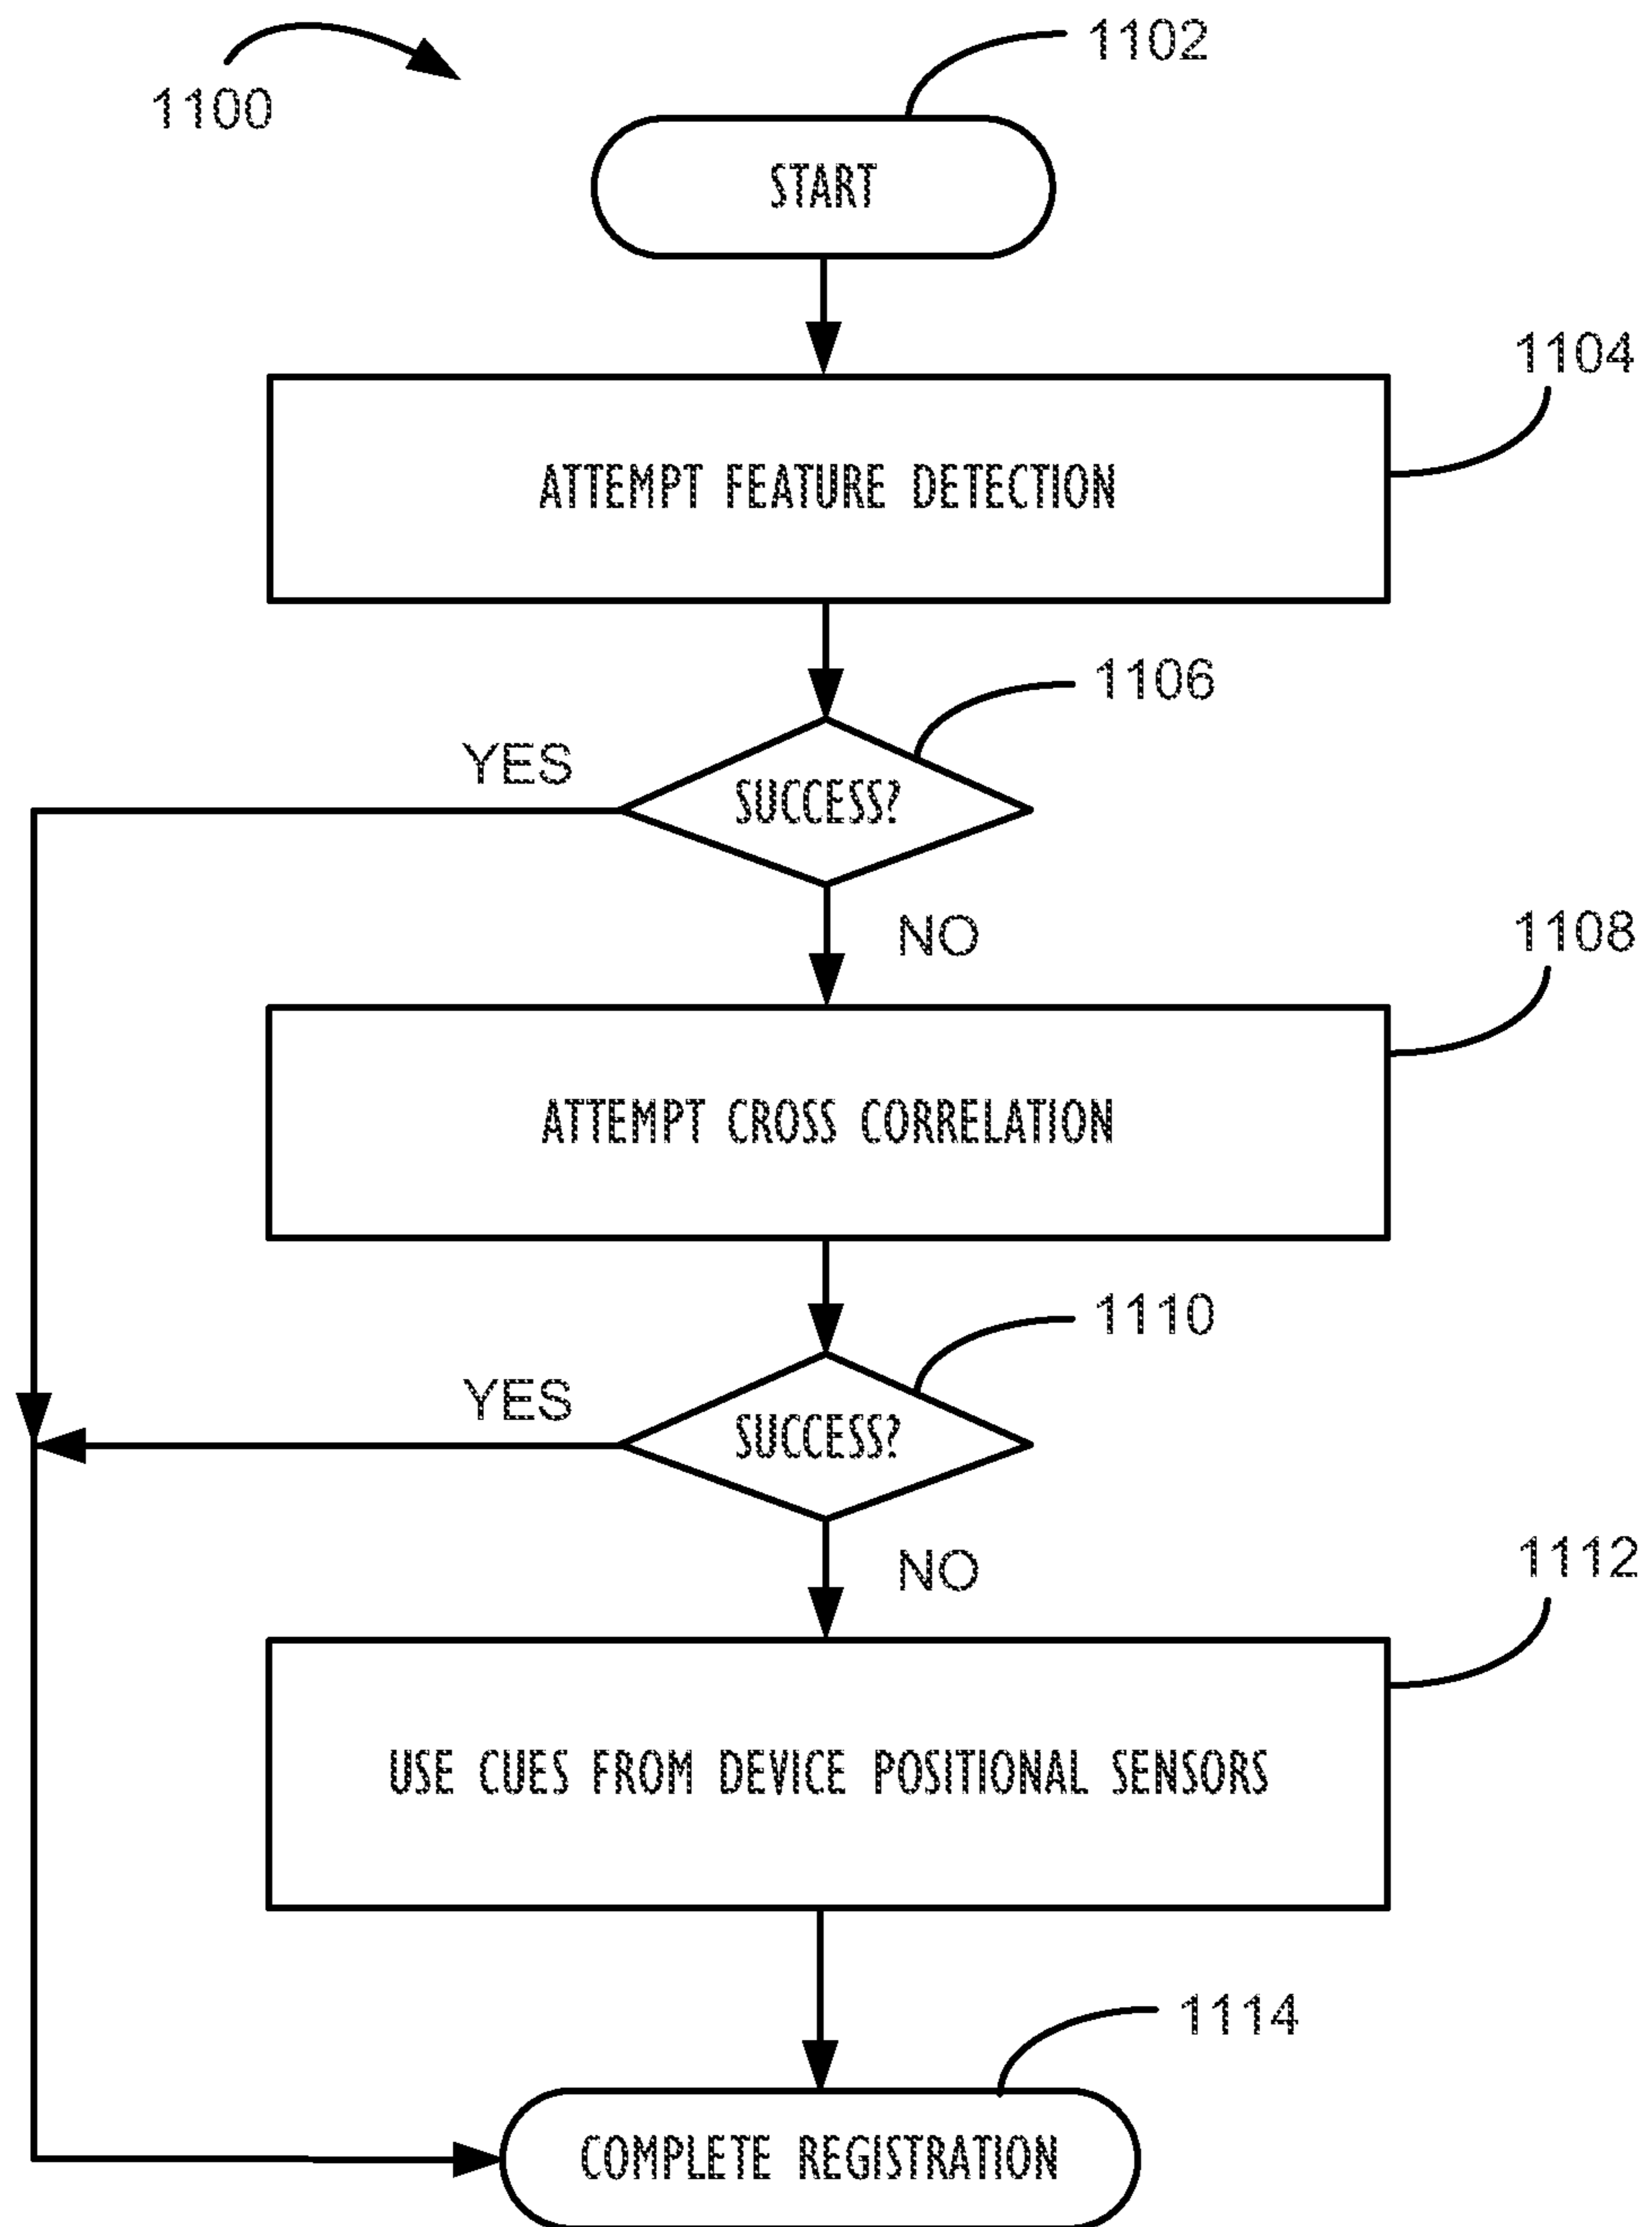 1100
1102
START
1104
ATTEMPT FEATURE DETECTION
1106
YES
SUCCESS?
NO
1108
ATTEMPT CROSS CORRELATION
1110
YES
SUCCESS?
NO
1112
USE CUES FROM DEVICE POSITIONAL SENSORS
1114
COMPLETE REGISTRATION